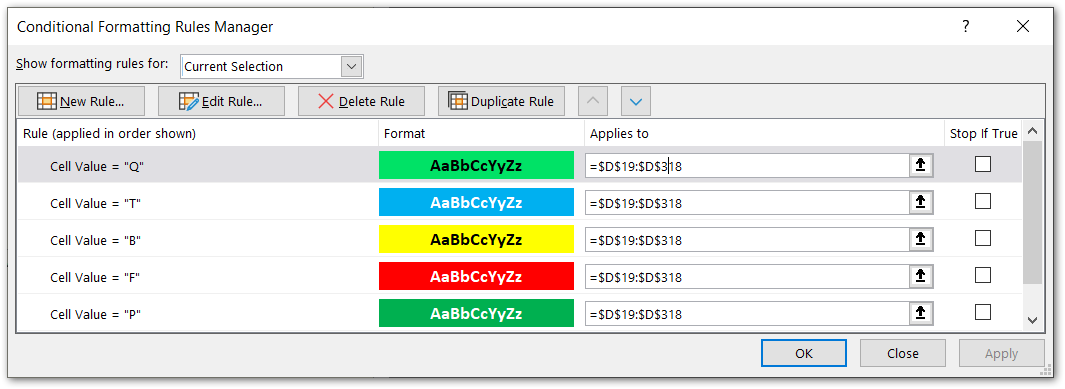 Conditional Formatting Rules Manager ?
Show formatting rules for: Current Selection
New Rule... Edit Rule... Delete Rule Duplicate Rule
Rule (applied in order shown) Format Applies to Stop If True
Cell Value = "Q" AaBbCcYyZz =$D$19:$D$318
Cell Value = "T" AaBbCcYyZz =$D$19:$D$318
Cell Value = "B" AaBbCcYyZz =$D$19:$D$318
Cell Value = "F" AaBbCcYyZz =$D$19:$D$318
Cell Value = "P" AaBbCcYyZz =$D$19:$D$318
OK Close Apply